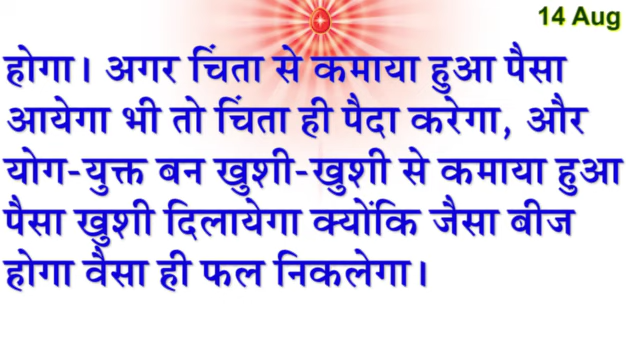 14 Aug
होगा। अगर चिंता से कमाया हुआ पैसा
आयेगा भी तो चिंता ही पैदा करेगा, और
योग-युक्त बन खुशी-खुशी से कमाया हुआ
पैसा खुशी दिलायेगा क्योंकि जैसा बीज
होगा वैसा ही फल निकलेगा।